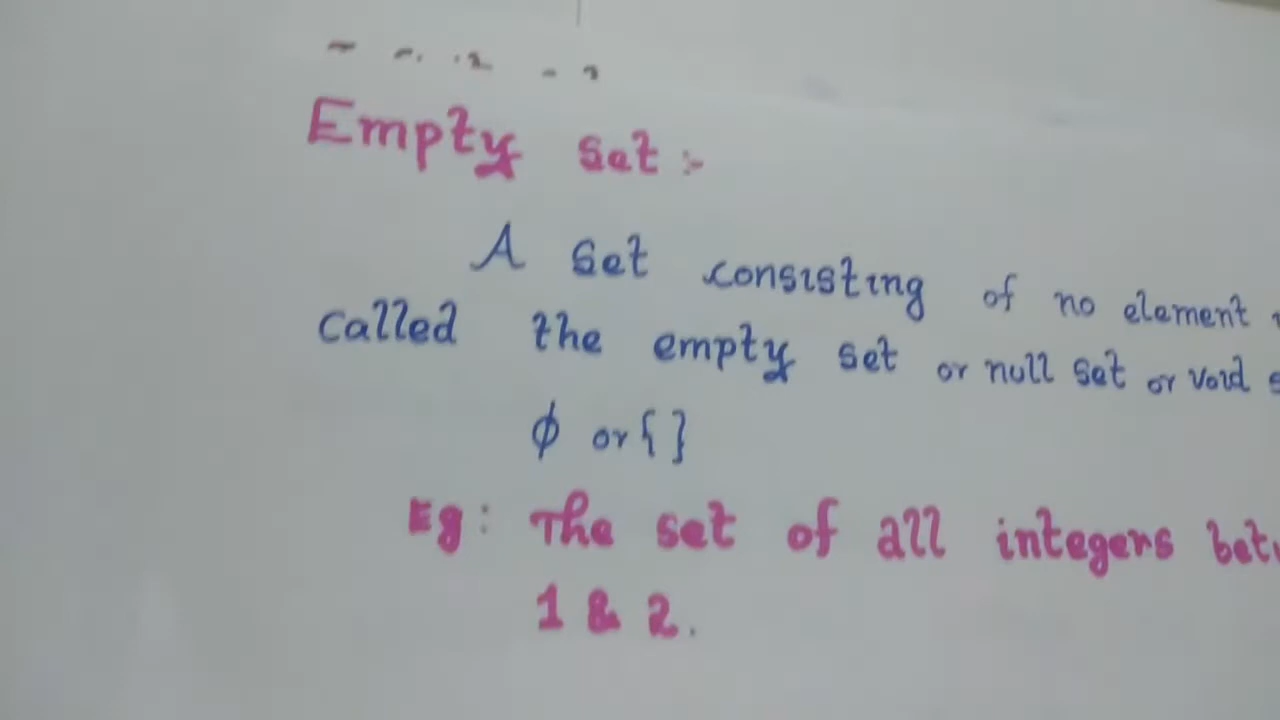 Empty set :-
A set consisting of no element
called the empty set or null set or void
ϕ or { }
Eg: The set of all integers
1 & 2.